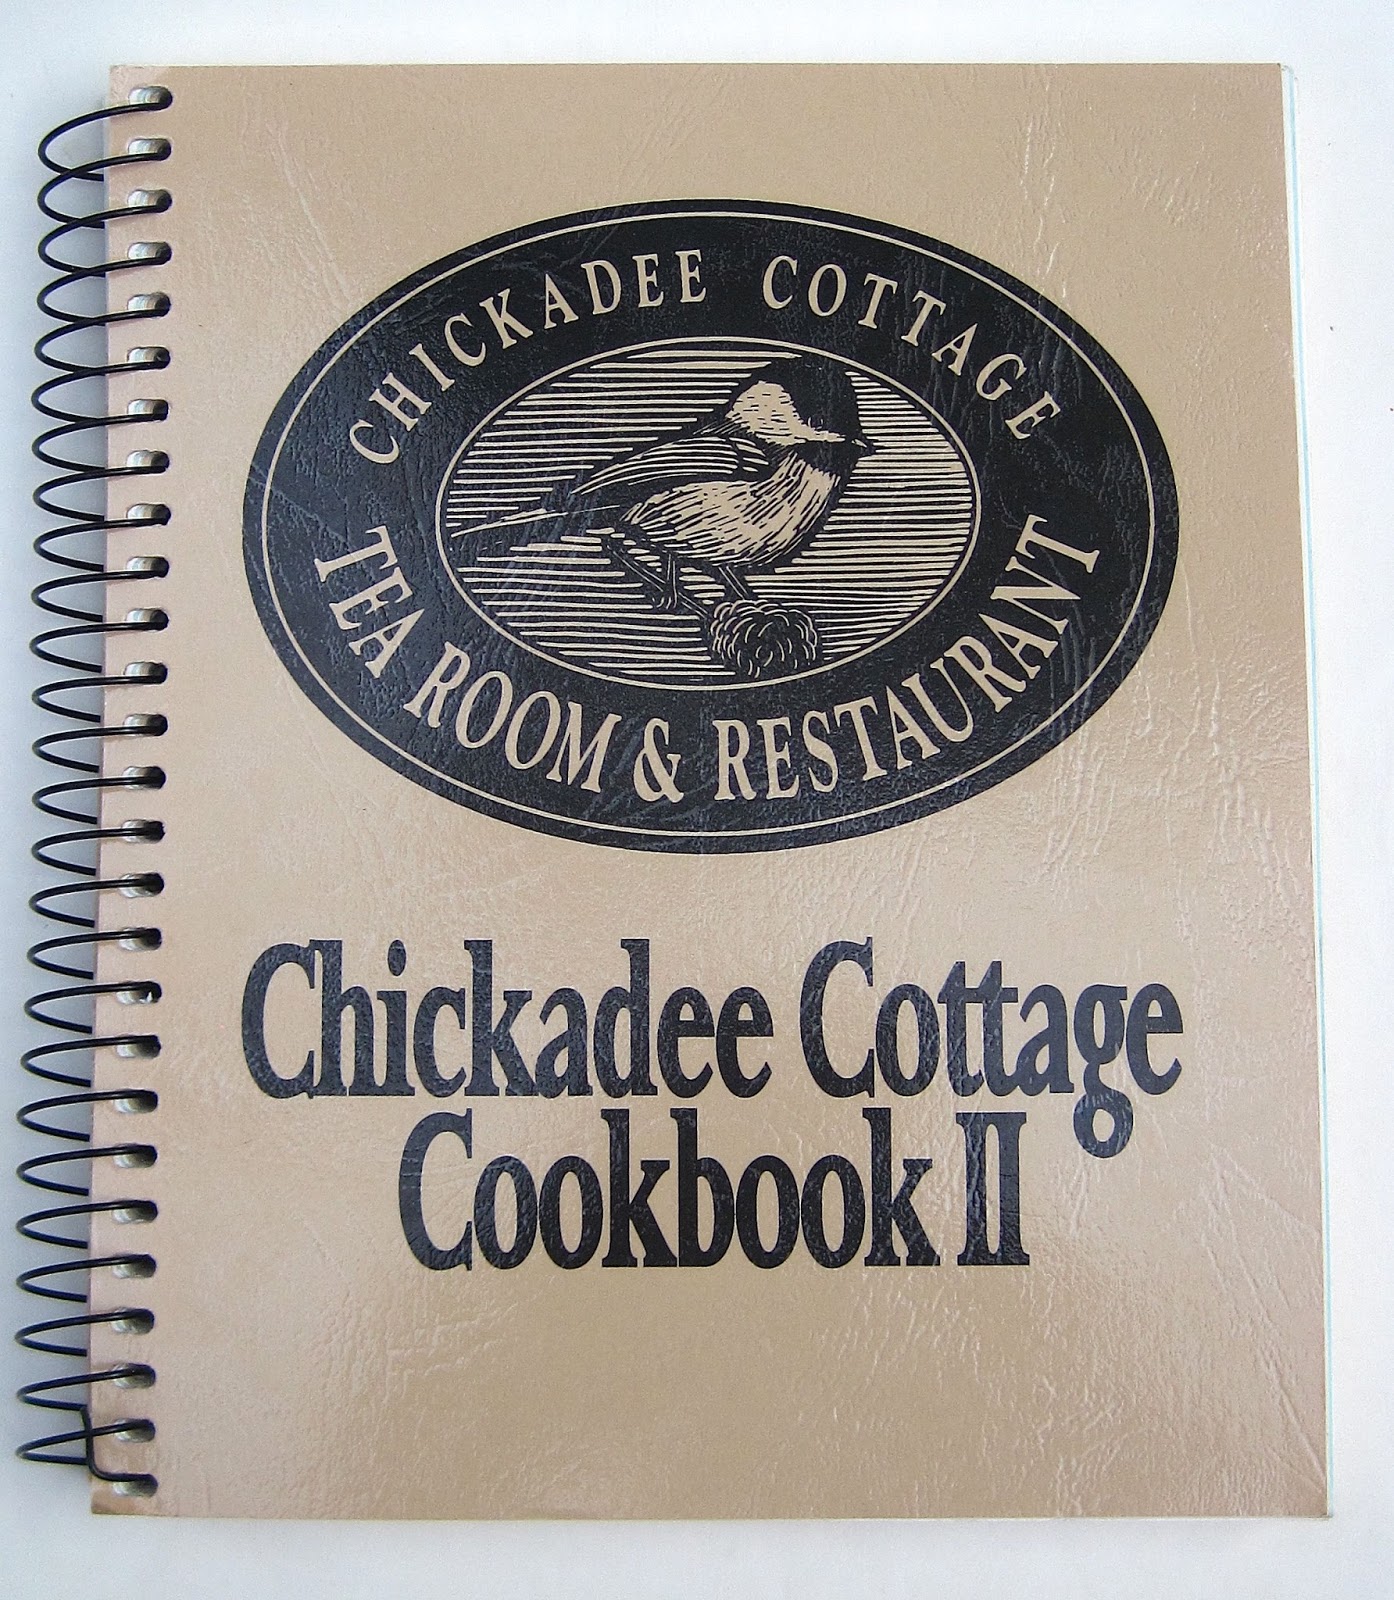 CHICKADEE COTTAGE
TEA ROOM & RESTAURANT
Chickadee Cottage
Cookbook II